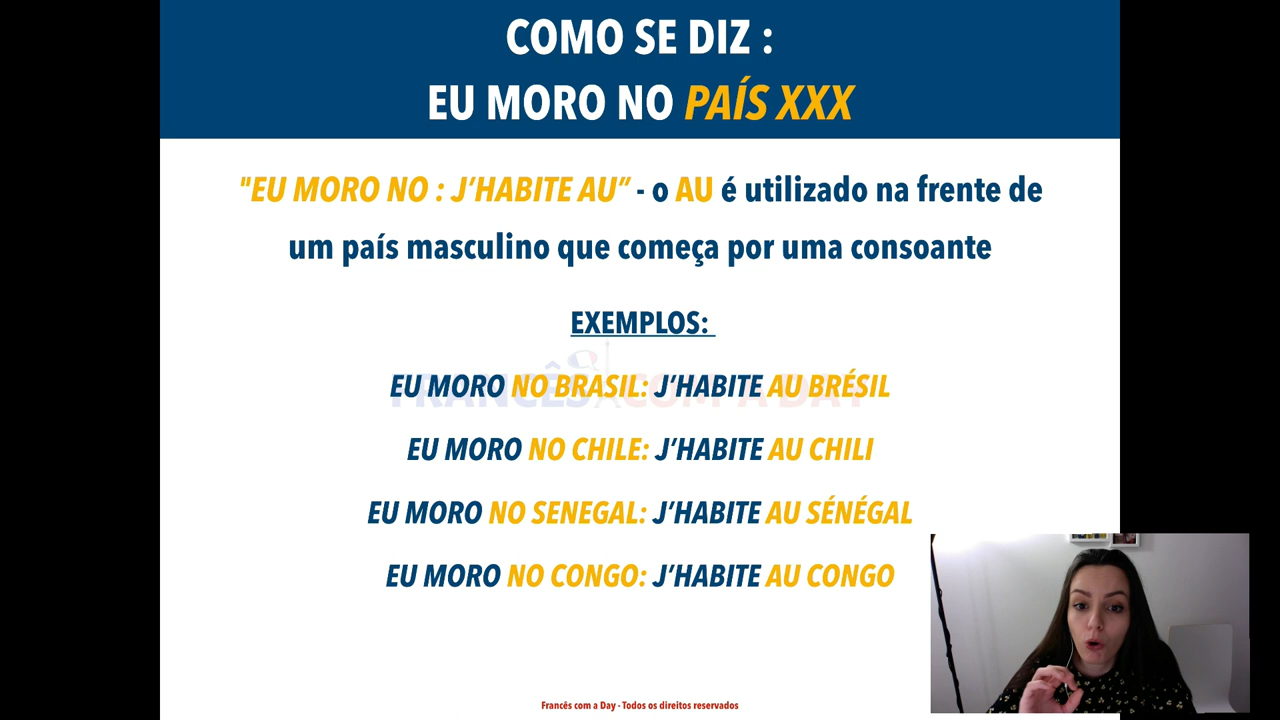 COMO SE DIZ :
EU MORO NO PAÍS XXX
"EU MORO NO : J’HABITE AU” - o AU é utilizado na frente de
um país masculino que começa por uma consoante
EXEMPLOS:
FRANCÊS COM A DAY
EU MORO NO BRASIL: J’HABITE AU BRÉSIL
EU MORO NO CHILE: J’HABITE AU CHILI
EU MORO NO SENEGAL: J’HABITE AU SÉNÉGAL
EU MORO NO CONGO: J’HABITE AU CONGO
Francês com a Day - Todos os direitos reservados